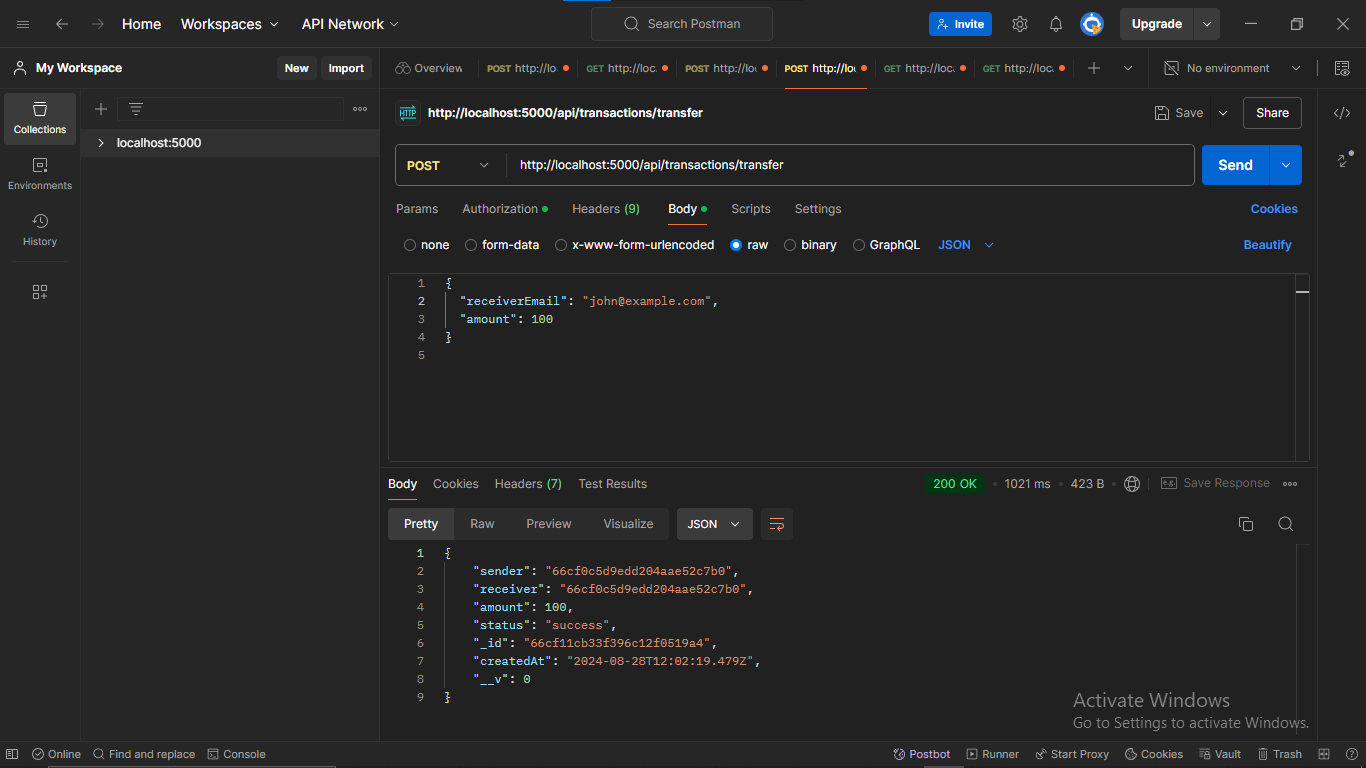 Home Workspaces API Network Search Postman Invite Upgrade
My Workspace New Import Overview POST http://lo GET http://loc. POST http://lo POST http://lo GET http://loc. GET http://loc. No environment
Collections
Environments
History
localhost:5000
HTTP http://localhost:5000/api/transactions/transfer Save Share
POST http://localhost:5000/api/transactions/transfer Send
Params Authorization Headers (9) Body Scripts Settings Cookies
none form-data x-www-form-urlencoded raw binary GraphQL JSON Beautify
1 {
2 "receiverEmail": "john@example.com",
3 "amount": 100
4 }
5
Body Cookies Headers (7) Test Results 200 OK 1021 ms 423 B Save Response
Pretty Raw Preview Visualize JSON
1 {
2 "sender": "66cf0c5d9edd204aae52c7b0",
3 "receiver": "66cf0c5d9edd204aae52c7b0",
4 "amount": 100,
5 "status": "success",
6 "_id": "66cf11cb33f396c12f0519a4",
7 "createdAt": "2024-08-28T12:02:19.479Z",
8 "__v": 0
9 }
Activate Windows
Go to Settings to activate Windows.
Online Find and replace Console Postbot Runner Start Proxy Cookies Vault Trash